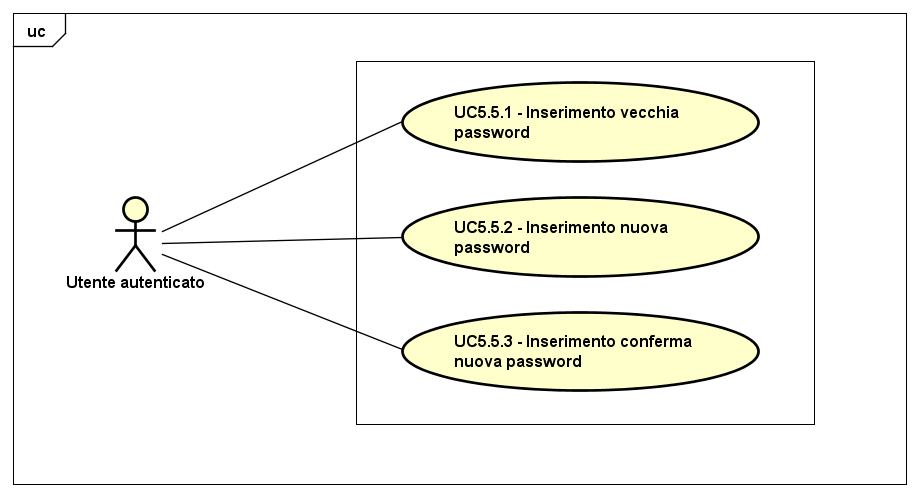 uc
UC5.5.1 - Inserimento vecchia
password
UC5.5.2 - Inserimento nuova
password
Utente autenticato
UC5.5.3 - Inserimento conferma
nuova password